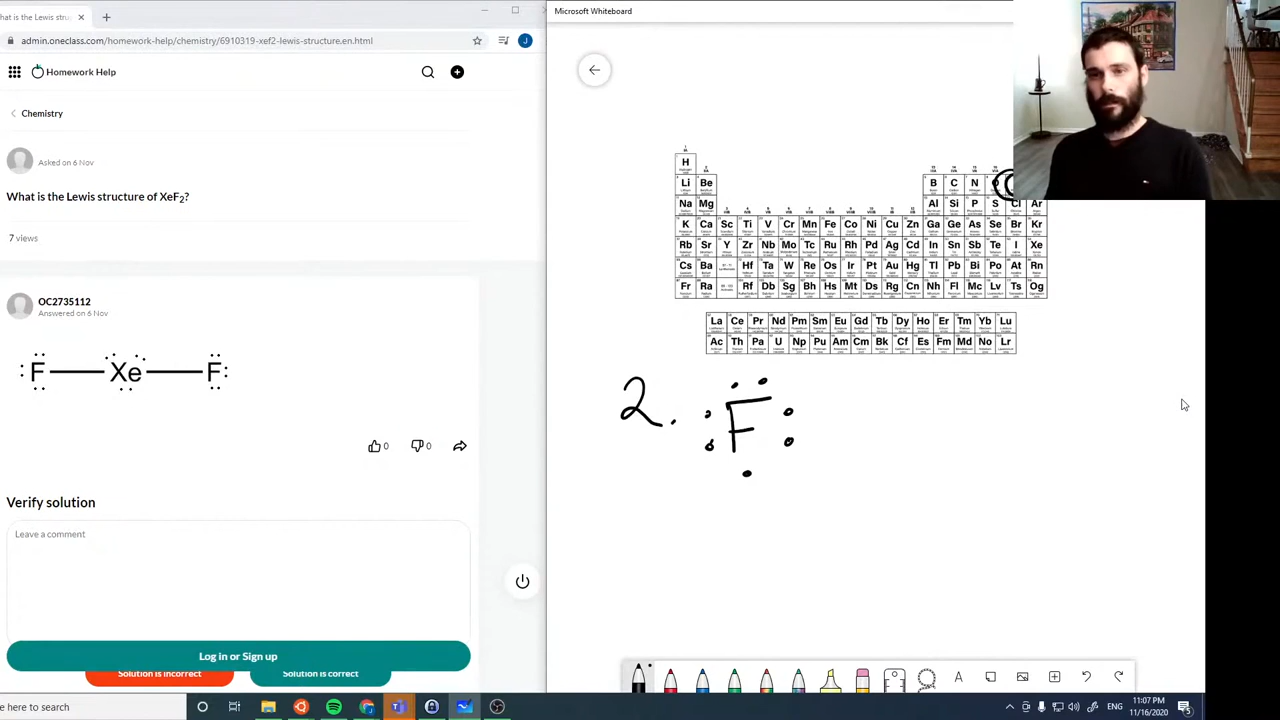 hat is the Lewis stru
Microsoft Whiteboard
admin.oneclass.com/homework-help/chemistry/6910319-xef2-lewis-structure.en.html
J
Homework Help
Chemistry
Asked on 6 Nov
What is the Lewis structure of XeF₂?
7 views
OC2735112
Answered on 6 Nov
F Xe F
0 0
Verify solution
Leave a comment
Log in or Sign up
Solution is incorrect Solution is correct
H
Li Be B C N
Na Mg Al Si P S Cl Ar
K Ca Sc Ti V Cr Mn Fe Co Ni Cu Zn Ga Ge As Se Br Kr
Rb Sr Y Zr Nb Mo Tc Ru Rh Pd Ag Cd In Sn Sb Te I Xe
Cs Ba Hf Ta W Re Os Ir Pt Au Hg Tl Pb Bi Po At Rn
Fr Ra Rf Db Sg Bh Hs Mt Ds Rg Cn Nh Fl Mc Lv Ts Og
La Ce Pr Nd Pm Sm Eu Gd Tb Dy Ho Er Tm Yb Lu
Ac Th Pa U Np Pu Am Cm Bk Cf Es Fm Md No Lr
2. F
A
here to search
ENG
11:07 PM
11/16/2020
5